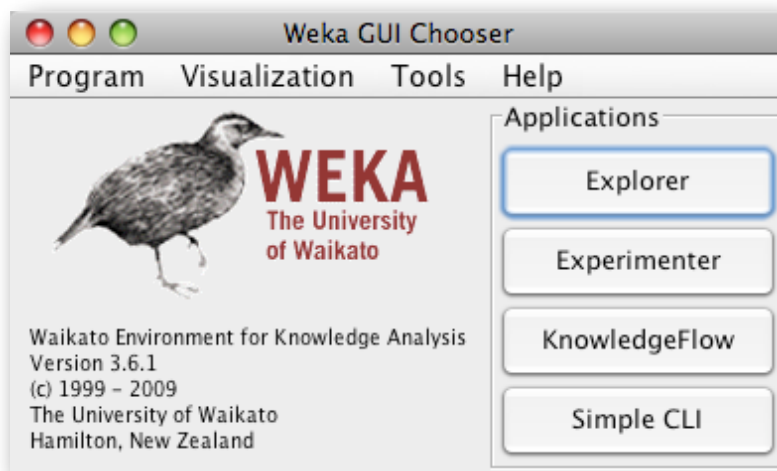 Weka GUI Chooser
Program Visualization Tools Help
WEKA
The University
of Waikato
Waikato Environment for Knowledge Analysis
Version 3.6.1
(c) 1999 – 2009
The University of Waikato
Hamilton, New Zealand
Applications
Explorer
Experimenter
KnowledgeFlow
Simple CLI